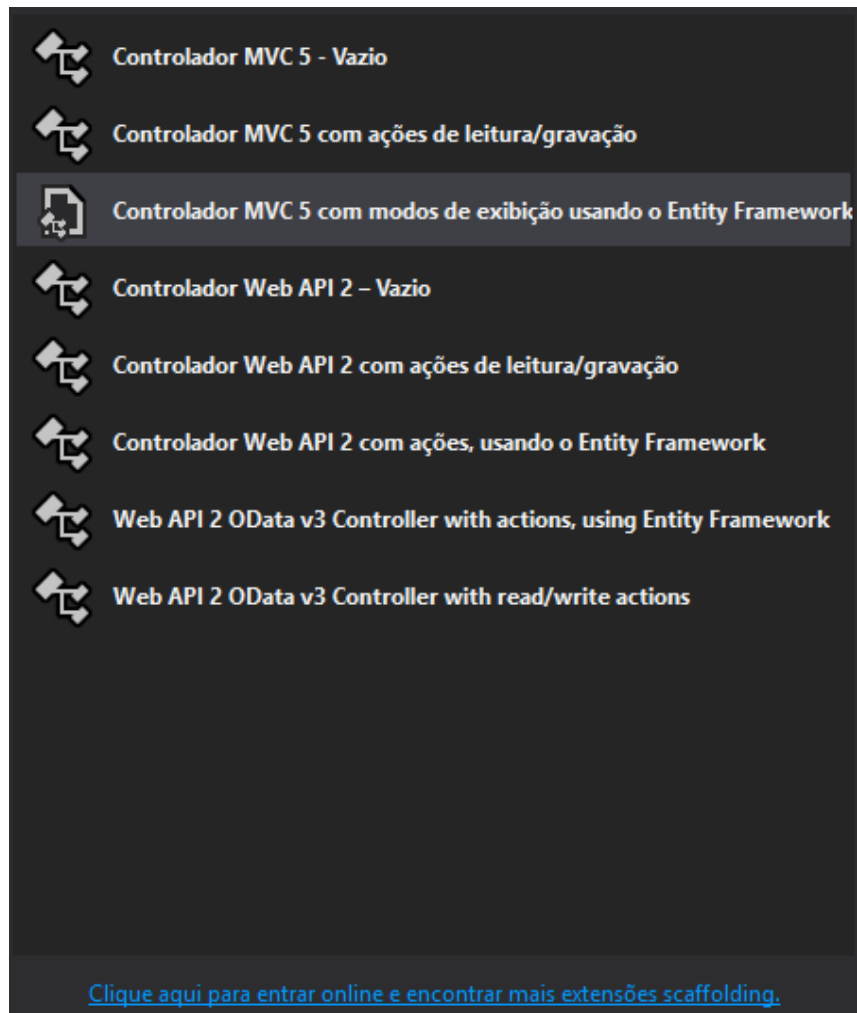 Controlador MVC 5 - Vazio
Controlador MVC 5 com ações de leitura/gravação
Controlador MVC 5 com modos de exibição usando o Entity Framework
Controlador Web API 2 – Vazio
Controlador Web API 2 com ações de leitura/gravação
Controlador Web API 2 com ações, usando o Entity Framework
Web API 2 OData v3 Controller with actions, using Entity Framework
Web API 2 OData v3 Controller with read/write actions
Clique aqui para entrar online e encontrar mais extensões scaffolding.